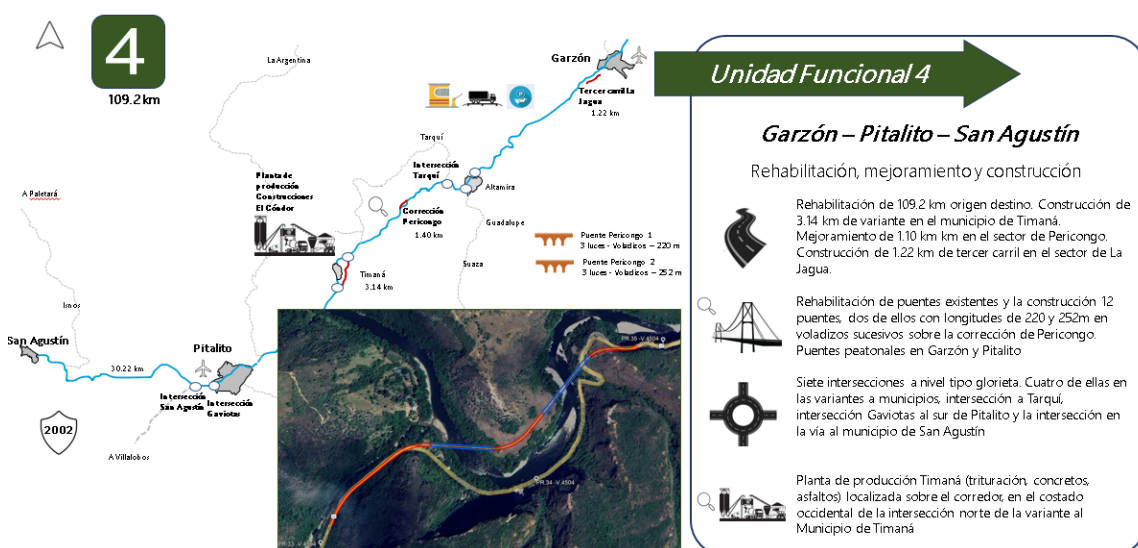 4
109.2 km
La Argentina
Garzón
Tercer carril La
Jagua
1.22 km
Tarquí
Intersección
Tarquí
Altamira
Planta de
producción
Construcciones
El Cóndor
A Paletará
Corrección
Pericongo
1.40 km
Guadalupe
Suaza
Puente Pericongo 1
3 luces - Voladizos – 220 m
Puente Pericongo 2
3 luces - Voladizos – 252 m
Timaná
3.14 km
Isnos
San Agustín
Pitalito
30.22 km
Intersección
San Agustín
Intersección
Gaviotas
2002
A Villalobos
PR.35 -V 4504
PR.34 -V 4504
PR.33 -V 4504
Unidad Funcional 4
Garzón – Pitalito – San Agustín
Rehabilitación, mejoramiento y construcción
Rehabilitación de 109.2 km origen destino. Construcción de
3.14 km de variante en el municipio de Timaná.
Mejoramiento de 1.10 km km en el sector de Pericongo.
Construcción de 1.22 km de tercer carril en el sector de La
Jagua.
Rehabilitación de puentes existentes y la construcción 12
puentes, dos de ellos con longitudes de 220 y 252m en
voladizos sucesivos sobre la corrección de Pericongo.
Puentes peatonales en Garzón y Pitalito
Siete intersecciones a nivel tipo glorieta. Cuatro de ellas en
las variantes a municipios, intersección a Tarquí,
intersección Gaviotas al sur de Pitalito y la intersección en
la vía al municipio de San Agustín
Planta de producción Timaná (trituración, concretos,
asfaltos) localizada sobre el corredor, en el costado
occidental de la intersección norte de la variante al
Municipio de Timaná